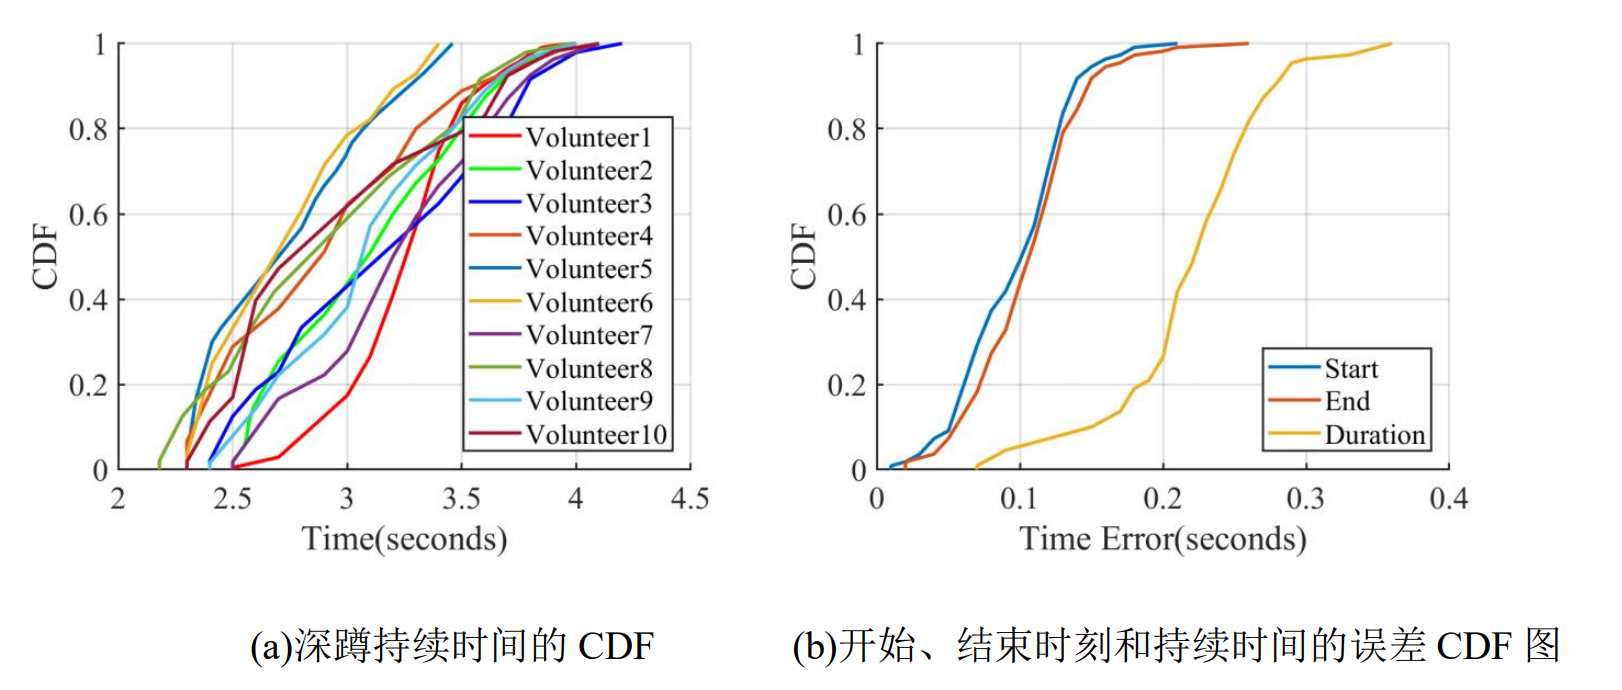 1
0.8
0.6
0.4
0.2
0
CDF
2 2.5 3 3.5 4 4.5
Time(seconds)
Volunteer1
Volunteer2
Volunteer3
Volunteer4
Volunteer5
Volunteer6
Volunteer7
Volunteer8
Volunteer9
Volunteer10
(a)深蹲持续时间的 CDF
1
0.8
0.6
0.4
0.2
0
CDF
0 0.1 0.2 0.3 0.4
Time Error(seconds)
Start
End
Duration
(b)开始、结束时刻和持续时间的误差 CDF 图